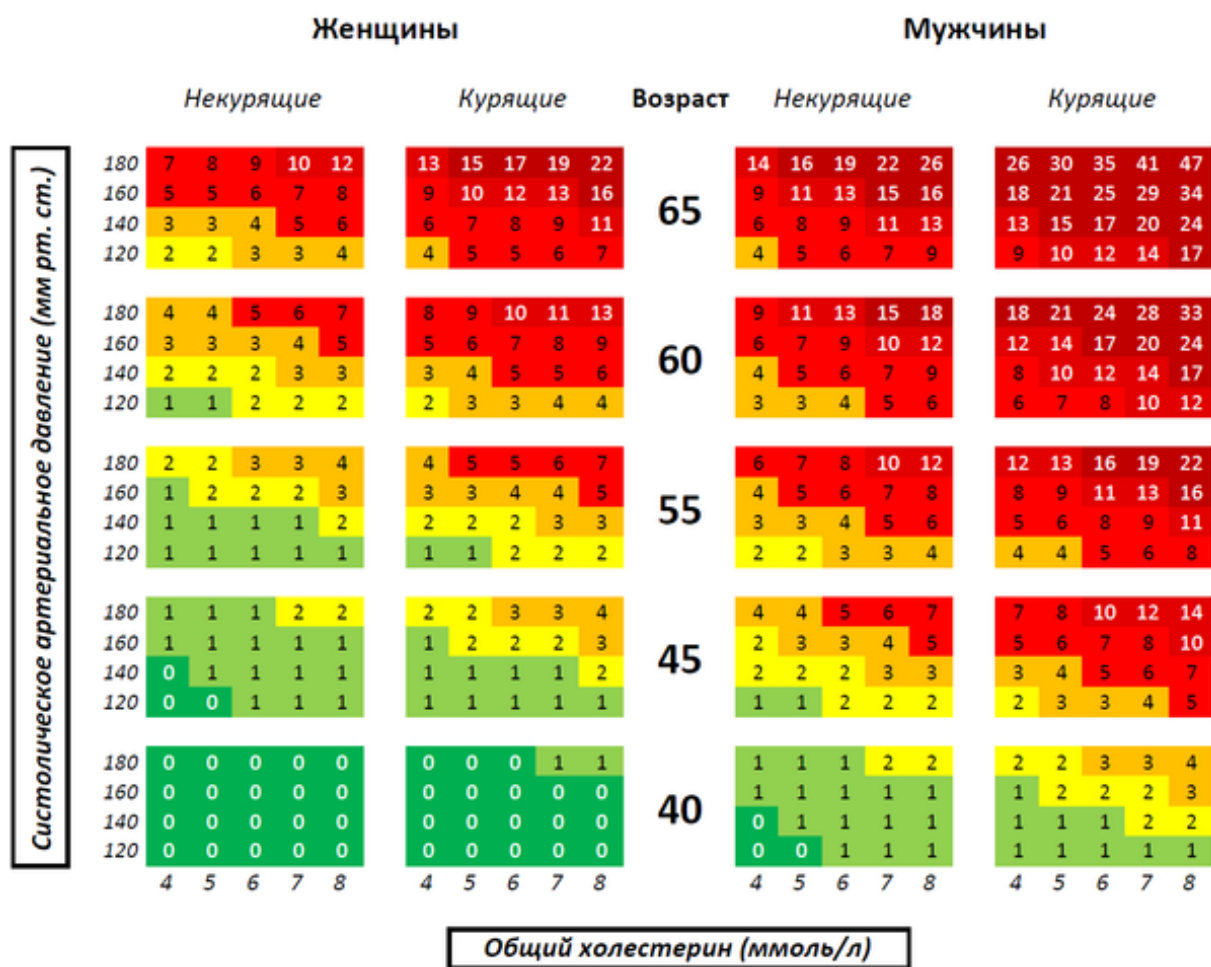 Женщины Мужчины
Некурящие Курящие Возраст Некурящие Курящие
Систолическое артериальное давление (мм рт. ст.)
180 7 8 9 10 12 13 15 17 19 22 14 16 19 22 26 26 30 35 41 47
160 5 5 6 7 8 9 10 12 13 16 9 11 13 15 16 18 21 25 29 34
65
140 3 3 4 5 6 6 7 8 9 11 6 8 9 11 13 13 15 17 20 24
120 2 2 3 3 4 4 5 5 6 7 4 5 6 7 9 9 10 12 14 17
180 4 4 5 6 7 8 9 10 11 13 9 11 13 15 18 18 21 24 28 33
160 3 3 3 4 5 5 6 7 8 9 6 7 9 10 12 12 14 17 20 24
60
140 2 2 2 3 3 3 4 5 5 6 4 5 6 7 9 8 10 12 14 17
120 1 1 2 2 2 2 3 3 4 4 3 3 4 5 6 6 7 8 10 12
180 2 2 3 3 4 4 5 5 6 7 6 7 8 10 12 12 13 16 19 22
160 1 2 2 2 3 3 3 4 4 5 4 5 6 7 8 8 9 11 13 16
55
140 1 1 1 1 2 2 2 2 3 3 3 3 4 5 6 5 6 8 9 11
120 1 1 1 1 1 1 1 2 2 2 2 2 3 3 4 4 4 5 6 8
180 1 1 1 2 2 2 2 3 3 4 4 4 5 6 7 7 8 10 12 14
160 1 1 1 1 1 1 2 2 2 3 2 3 3 4 5 5 6 7 8 10
45
140 0 1 1 1 1 1 1 1 1 2 2 2 2 3 3 3 4 5 6 7
120 0 0 1 1 1 1 1 1 1 1 1 1 2 2 2 2 3 3 4 5
180 0 0 0 0 0 0 0 0 1 1 1 1 1 2 2 2 2 3 3 4
160 0 0 0 0 0 0 0 0 0 0 1 1 1 1 1 1 2 2 2 3
40
140 0 0 0 0 0 0 0 0 0 0 0 1 1 1 1 1 1 1 2 2
120 0 0 0 0 0 0 0 0 0 0 0 0 1 1 1 1 1 1 1 1
4 5 6 7 8 4 5 6 7 8 4 5 6 7 8 4 5 6 7 8
Общий холестерин (ммоль/л)